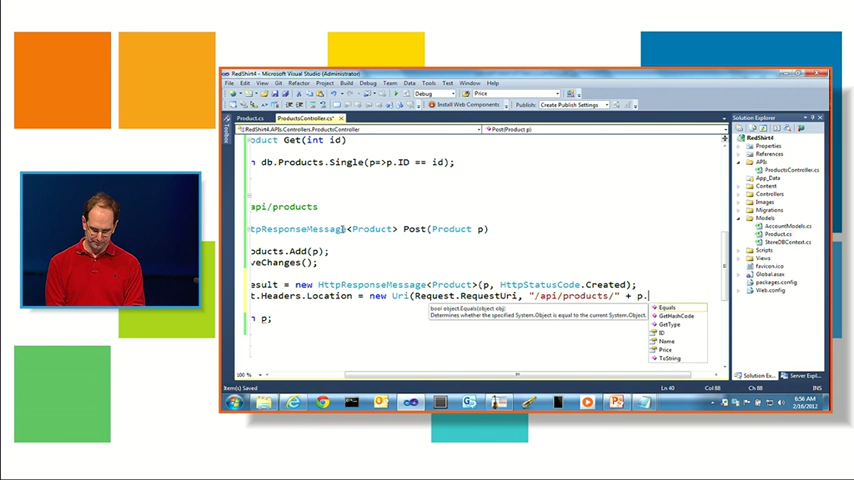 RedShirt4 - Microsoft Visual Studio (Administrator)
File Edit View Git Refactor Project Build Debug Team Data Tools Test Window Help
Debug
Price
Install Web Components
Publish: Create Publish Settings
Toolbox
Product.cs ProductsController.cs*
RedShirt4.APIs.Controllers.ProductsController
Post(Product p)
oduct Get(int id)
n db.Products.Single(p=>p.ID == id);
api/products
tpResponseMessage<Product> Post(Product p)
oducts.Add(p);
veChanges();
esult = new HttpResponseMessage<Product>(p, HttpStatusCode.Created);
t.Headers.Location = new Uri(Request.RequestUri, "/api/products/" + p.
n p;
bool object.Equals(object obj)
Determines whether the specified System.Object is equal to the current System.Object.
Equals
GetHashCode
GetType
ID
Name
Price
ToString
Solution Explorer
RedShirt4
Properties
References
APIs
ProductsController.cs
App_Data
Content
Controllers
Images
Migrations
Models
AccountModels.cs
Product.cs
StoreDBContext.cs
Scripts
Views
favicon.ico
Global.asax
packages.config
Web.config
100 %
Solution Ex...
Server Expl...
Item(s) Saved
Ln 40
Col 88
Ch 88
INS
6:56 AM
2/16/2012